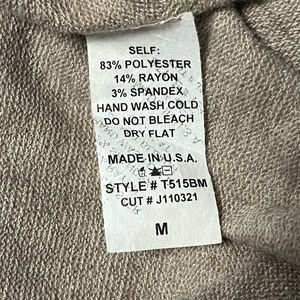 SELF:
83% POLYESTER
14% RAYON
3% SPANDEX
HAND WASH COLD
DO NOT BLEACH
DRY FLAT
MADE IN U.S.A.
STYLE # T515BM
CUT # J110321
M